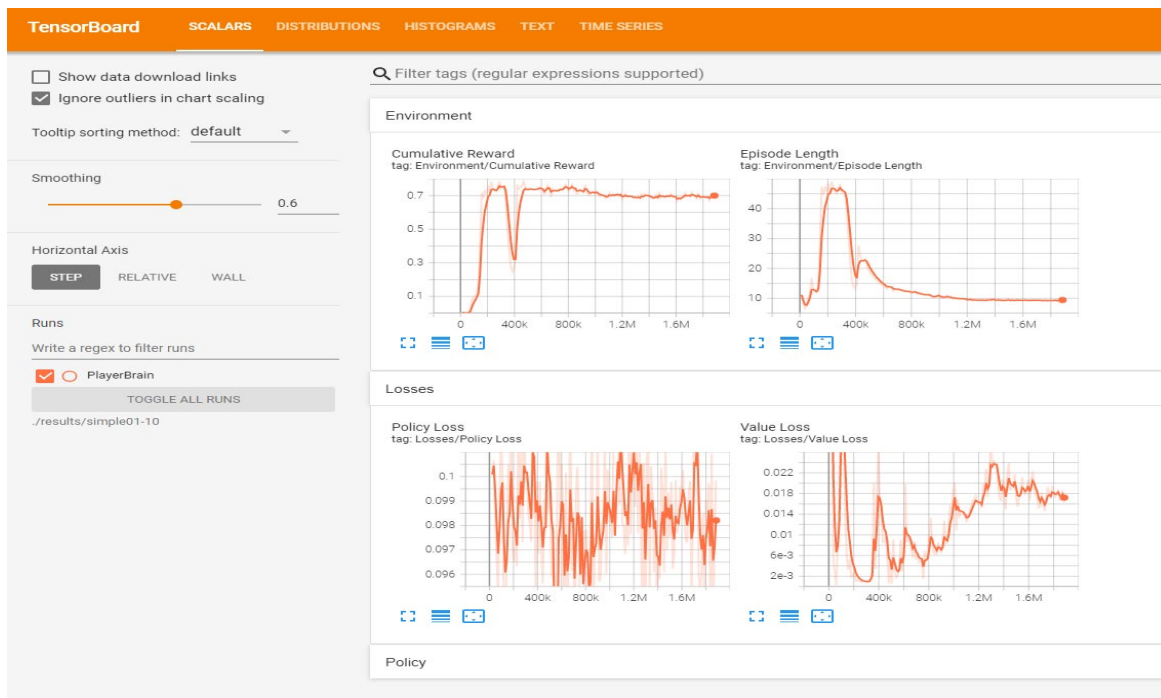 TensorBoard SCALARS DISTRIBUTIONS HISTOGRAMS TEXT TIME SERIES
Show data download links
Ignore outliers in chart scaling
Tooltip sorting method: default
Smoothing
0.6
Horizontal Axis
STEP RELATIVE WALL
Runs
Write a regex to filter runs
PlayerBrain
TOGGLE ALL RUNS
./results/simple01-10
Filter tags (regular expressions supported)
Environment
Cumulative Reward
tag: Environment/Cumulative Reward
0.7
0.5
0.3
0.1
0 400k 800k 1.2M 1.6M
Episode Length
tag: Environment/Episode Length
40
30
20
10
0 400k 800k 1.2M 1.6M
Losses
Policy Loss
tag: Losses/Policy Loss
0.1
0.099
0.098
0.097
0.096
0 400k 800k 1.2M 1.6M
Value Loss
tag: Losses/Value Loss
0.022
0.018
0.014
0.01
6e-3
2e-3
0 400k 800k 1.2M 1.6M
Policy